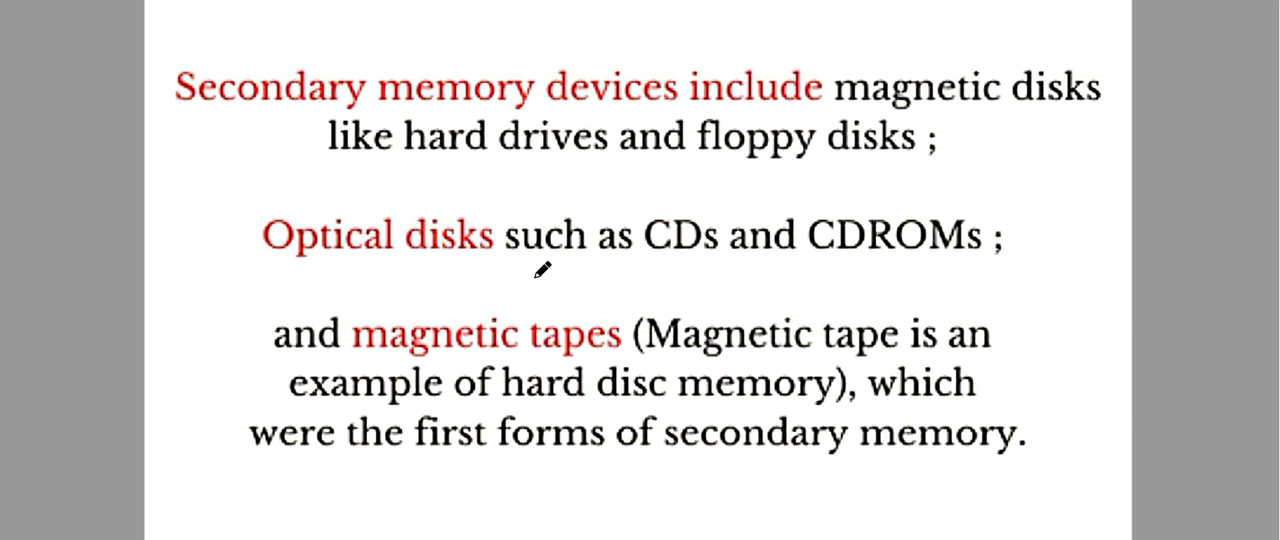 Secondary memory devices include magnetic disks
like hard drives and floppy disks ;
Optical disks such as CDs and CDROMs ;
and magnetic tapes (Magnetic tape is an
example of hard disc memory), which
were the first forms of secondary memory.